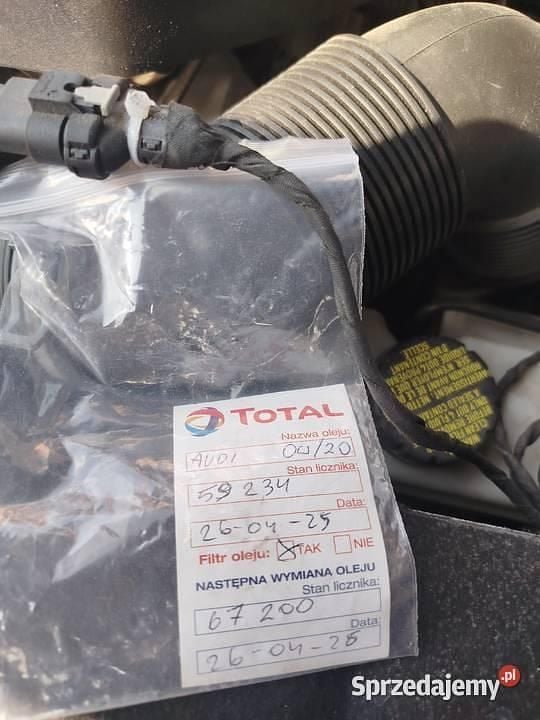 TOTAL
Nazwa oleju:
AUDI 0W/20
Stan licznika:
59 234
Data:
26-04-25
Filtr oleju: TAK NIE
NASTĘPNA WYMIANA OLEJU
Stan licznika:
67 200
Data:
26-04-25
Sprzedajemy.pl